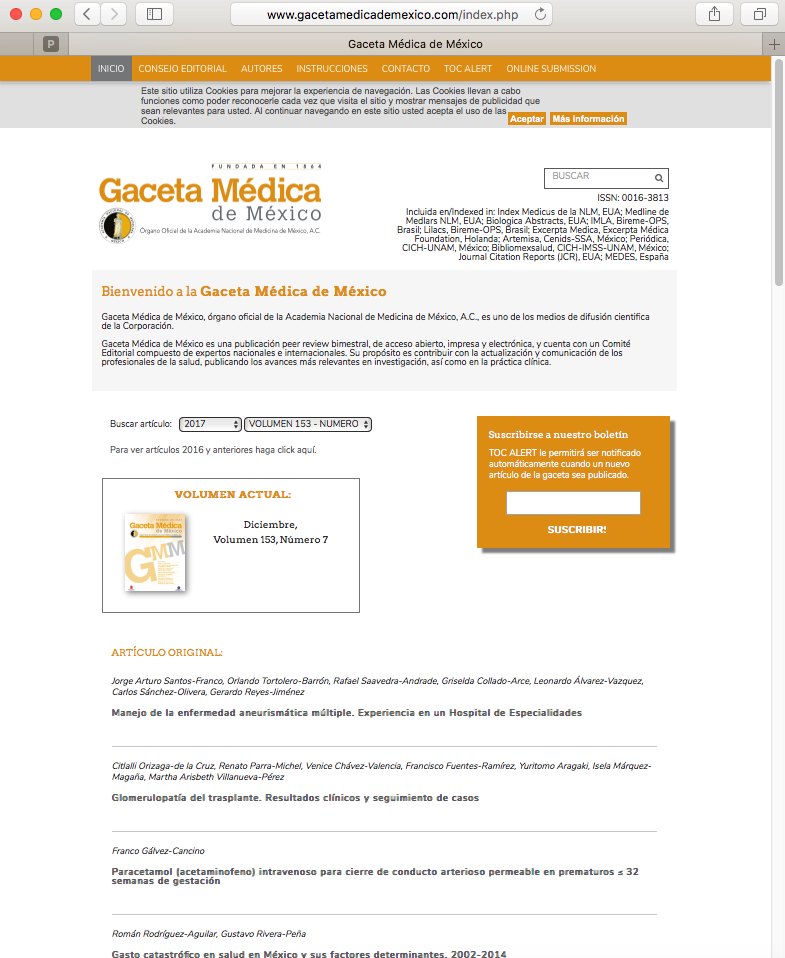 www.gacetamedicademexico.com/index.php
P
Gaceta Médica de México
INICIO CONSEJO EDITORIAL AUTORES INSTRUCCIONES CONTACTO TOC ALERT ONLINE SUBMISSION
Este sitio utiliza Cookies para mejorar la experiencia de navegación. Las Cookies llevan a cabo
funciones como poder reconocerle cada vez que visita el sitio y mostrar mensajes de publicidad que
sean relevantes para usted. Al continuar navegando en este sitio usted acepta el uso de las
Cookies.
Aceptar Más información
FUNDADA EN 1864
Gaceta Médica
de México
Órgano Oficial de la Academia Nacional de Medicina de México, A.C.
BUSCAR
ISSN: 0016-3813
Incluida en/Indexed in: Index Medicus de la NLM, EUA; Medline de
Medlars NLM, EUA; Biologica Abstracts, EUA; IMLA, Bireme-OPS,
Brasil; Lilacs, Bireme-OPS, Brasil; Excerpta Medica, Excerpta Médica
Foundation, Holanda; Artemisa, Cenids-SSA, México; Periódica,
CICH-UNAM, México; Bibliomexsalud, CICH-IMSS-UNAM, México;
Journal Citation Reports (JCR), EUA; MEDES, España
Bienvenido a la Gaceta Médica de México
Gaceta Médica de México, órgano oficial de la Academia Nacional de Medicina de México, A.C., es uno de los medios de difusión cientifica
de la Corporación.
Gaceta Médica de México es una publicación peer review bimestral, de acceso abierto, impresa y electrónica, y cuenta con un Comité
Editorial compuesto de expertos nacionales e internacionales. Su propósito es contribuir con la actualización y comunicación de los
profesionales de la salud, publicando los avances más relevantes en investigación, así como en la práctica clínica.
Buscar artículo: 2017 VOLUMEN 153 - NUMERO
Para ver artículos 2016 y anteriores haga click aquí.
Suscribirse a nuestro boletín
TOC ALERT le permitirá ser notificado
automáticamente cuando un nuevo
artículo de la gaceta sea publicado.
SUSCRIBIRS
VOLUMEN ACTUAL:
Gaceta Médica
de México
GMM
Diciembre,
Volumen 153, Número 7
ARTÍCULO ORIGINAL:
Jorge Arturo Santos-Franco, Orlando Tortolero-Barrón, Rafael Saavedra-Andrade, Griselda Collado-Arce, Leonardo Álvarez-Vazquez,
Carlos Sánchez-Olivera, Gerardo Reyes-Jiménez
Manejo de la enfermedad aneurismática múltiple. Experiencia en un Hospital de Especialidades
Citlalli Orizaga-de la Cruz, Renato Parra-Michel, Venice Chávez-Valencia, Francisco Fuentes-Ramírez, Yuritomo Aragaki, Isela Márquez-
Magaña, Martha Arisbeth Villanueva-Pérez
Glomerulopatía del trasplante. Resultados clínicos y seguimiento de casos
Franco Gálvez-Cancino
Paracetamol (acetaminofeno) intravenoso para cierre de conducto arterioso permeable en prematuros ≤ 32
semanas de gestación
Román Rodríguez-Aguilar, Gustavo Rivera-Peña
Gasto catastrófico en salud en México y sus factores determinantes, 2002-2014